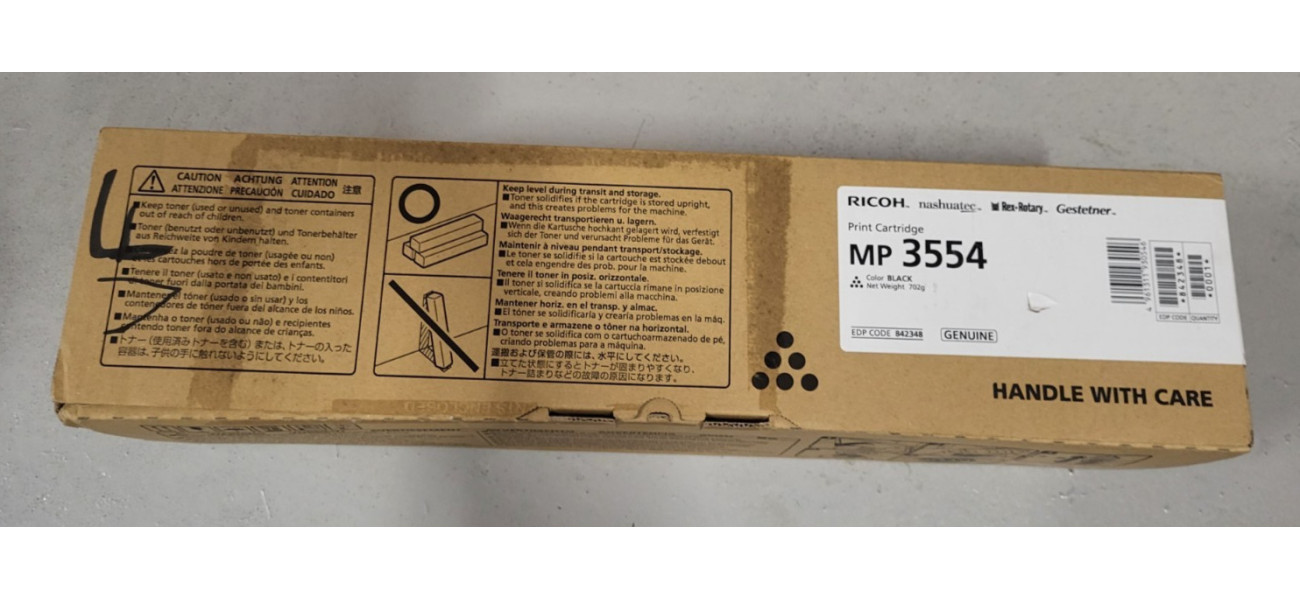 CAUTION ACHTUNG ATTENTION
ATTENZIONE PRECAUCIÓN CUIDADO 注意
■Keep toner (used or unused) and toner containers
out of reach of children.
■Toner (benutzt oder unbenutzt) und Tonerbehälter
aus Reichweite von Kindern halten.
la poudre de toner (usagée ou non)
cartouches hors de portée des enfants.
■Tenere il toner (usato e non usato) e i contentitori
fuori dalla portata dei bambini.
■Mantener el tóner (usado o sin usar) y los
contenedores de tóner fuera del alcance de los niños.
■Mantenha o toner (usado ou não) e recipientes
contendo toner fora do alcance de crianças.
■トナー(使用済みトナーを含む)または、トナーの入った
容器は、子供の手に触れないようにしてください。
Keep level during transit and storage.
■Toner solidifies if the cartridge is stored upright,
and this creates problems for the machine.
Waagerecht transportieren u. lagern.
■Wenn die Kartusche hochkant gelagert wird, verfestigt
sich der Toner und verursacht Probleme für das Gerät.
Maintenir à niveau pendant transport/stockage.
■Le toner se solidifie si la cartouche est stockée debout
et cela engendre des prob. pour la machine.
Tenere il toner in posiz. orizzontale.
■Il toner si solidifica se la cartuccia rimane in posizione
verticale, creando problemi alla macchina.
Mantener horiz. en el transp. y almac.
■El tóner se solidificaría y crearía problemas en la máq.
Transporte e armazene o tóner na horizontal.
■O toner se solidifica com o cartuchoarmazenado de pé,
criando problemas para a máquina.
運搬および保管の際には、水平にしてください。
■立てた状態にするとトナーが固まりやすくなり、
トナー詰まりなどの故障の原因になります。
RICOH nashuatec Rex-Rotary Gestetner
Print Cartridge
MP 3554
Color BLACK
Net Weight 702g
EDP CODE 842348 GENUINE
*842348*
*0001*
EDP CODE QUANTITY
HANDLE WITH CARE